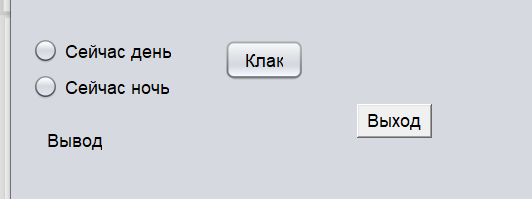 Сейчас день
Клак
Сейчас ночь
Выход
Вывод